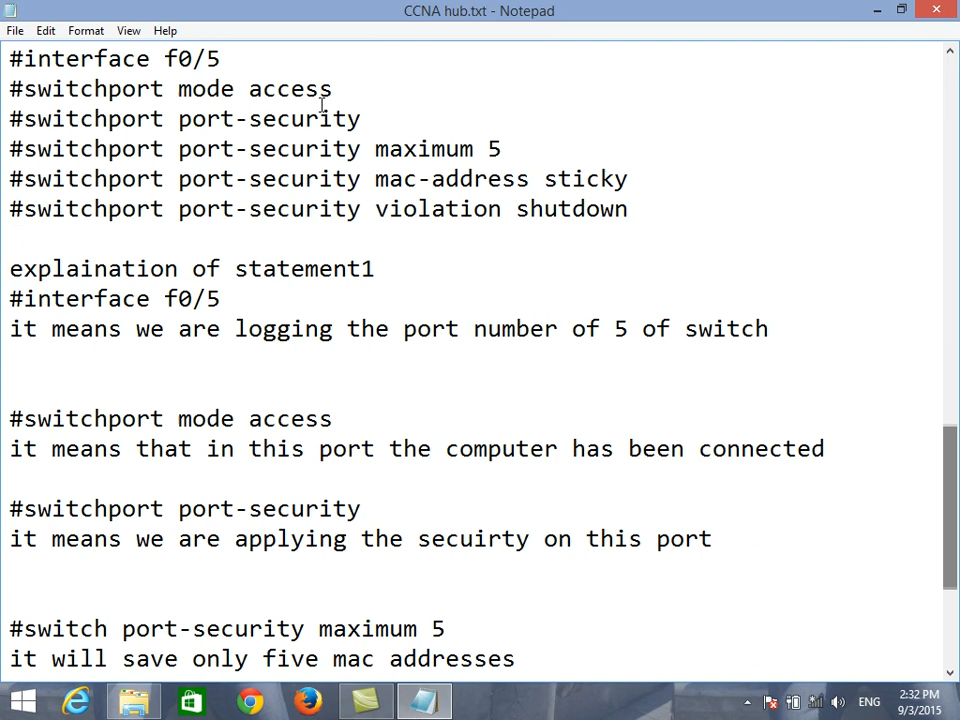 CCNA hub.txt - Notepad
File Edit Format View Help
#interface f0/5
#switchport mode access
#switchport port-security
#switchport port-security maximum 5
#switchport port-security mac-address sticky
#switchport port-security violation shutdown
explaination of statement1
#interface f0/5
it means we are logging the port number of 5 of switch
#switchport mode access
it means that in this port the computer has been connected
#switchport port-security
it means we are applying the secuirty on this port
#switch port-security maximum 5
it will save only five mac addresses
ENG
2:32 PM
9/3/2015